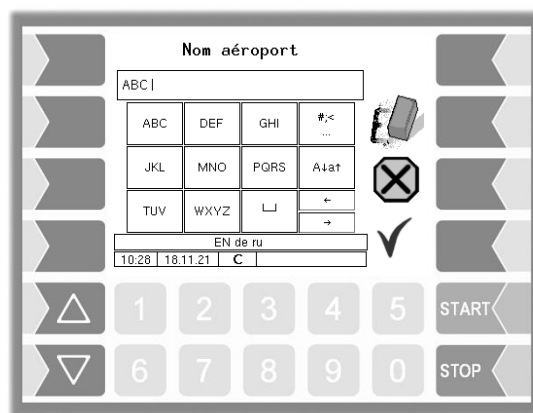 Nom aéroport
ABC|
ABC DEF GHI #;<
...
JKL MNO PQRS A↓a↑
TUV WXYZ ⌴ ←
→
EN de ru
10:28 18.11.21 C
1 2 3 4 5 START
6 7 8 9 0 STOP